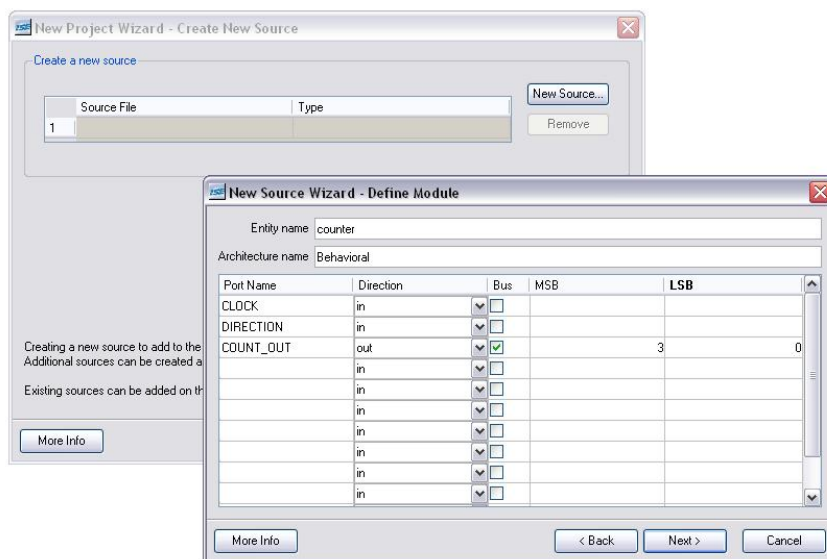 ISE New Project Wizard - Create New Source
Create a new source
Source File Type
1
New Source...
Remove
Creating a new source to add to the
Additional sources can be created a
Existing sources can be added on th
More Info
ISE New Source Wizard - Define Module
Entity name counter
Architecture name Behavioral
Port Name Direction Bus MSB LSB
CLOCK in
DIRECTION in
COUNT_OUT out 3 0
in
in
in
in
in
in
in
More Info < Back Next > Cancel